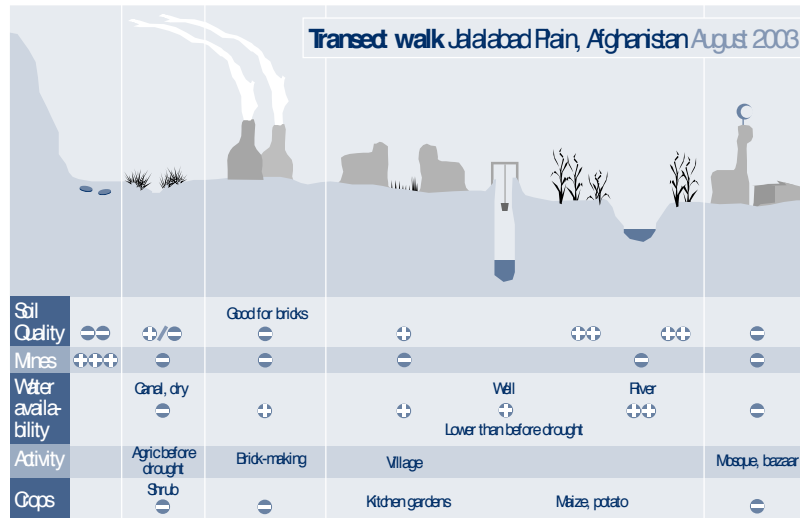 Transect walk Jalalabad Plain, Afghanistan August 2003
Soil
Quality
Good for bricks
Mines
Water
availa-
bility
Canal, dry
Well
River
Lower than before drought
Activity
Agric before
drought
Brick-making
Village
Mosque, bazaar
Crops
Shrub
Kitchen gardens
Maize, potato